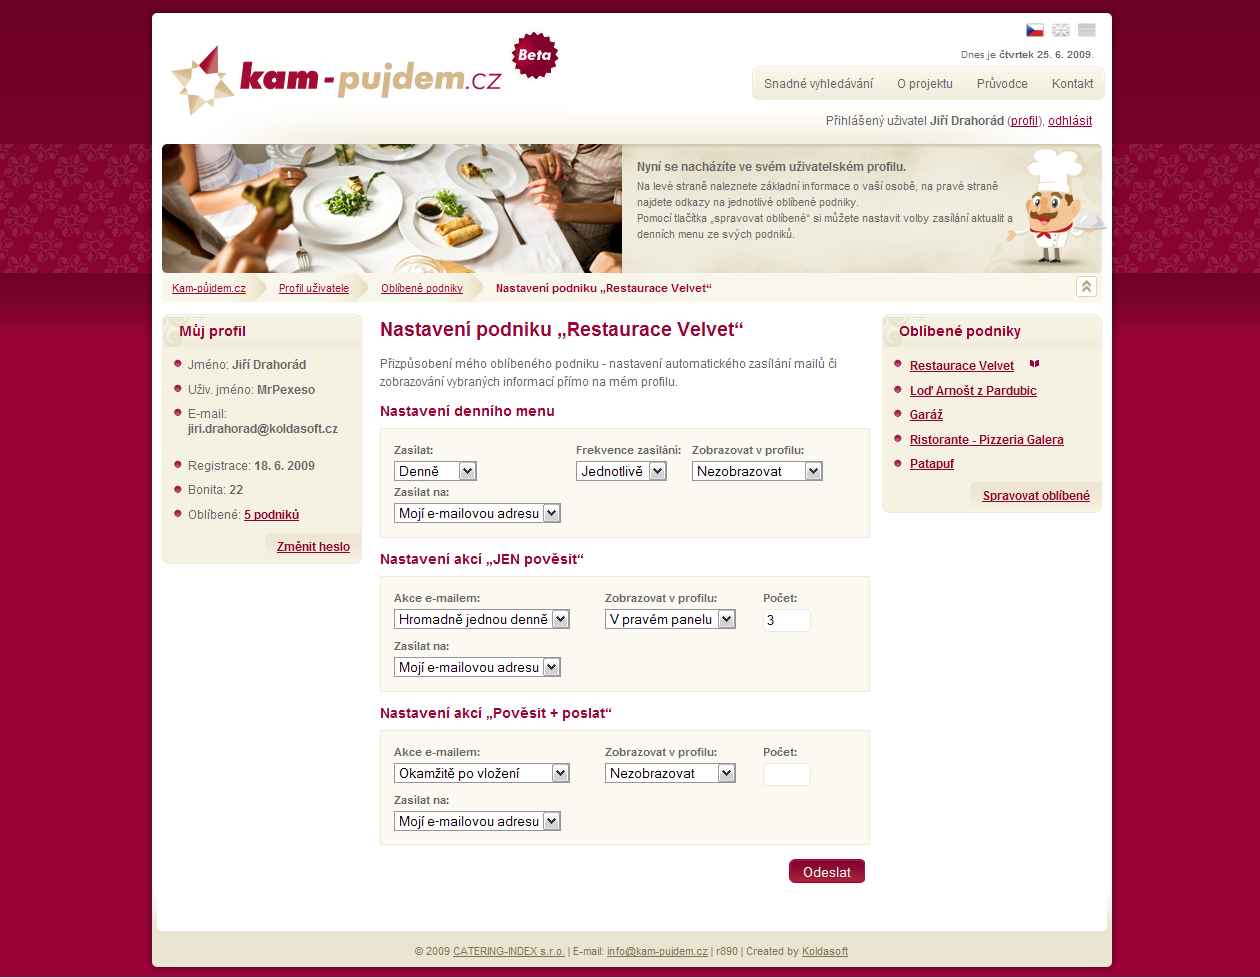 Dnes je čtvrtek 25. 6. 2009.
kam-pujdem.cz
Beta
Snadné vyhledávání O projektu Průvodce Kontakt
Přihlášený uživatel Jiří Drahorád (profil), odhlásit
Nyní se nacházíte ve svém uživatelském profilu.
Na levé straně naleznete základní informace o vaší osobě, na pravé straně
najdete odkazy na jednotlivé oblíbené podniky.
Pomocí tlačítka „spravovat oblíbené“ si můžete nastavit volby zasílání aktualit a
denních menu ze svých podniků.
Kam-půjdem.cz Profil uživatele Oblíbené podniky Nastavení podniku „Restaurace Velvet“
Můj profil
Jméno: Jiří Drahorád
Uživ. jméno: MrPexeso
E-mail:
jiri.drahorad@koldasoft.cz
Registrace: 18. 6. 2009
Bonita: 22
Oblíbené: 5 podniků
Změnit heslo
Nastavení podniku „Restaurace Velvet“
Přizpůsobení mého oblíbeného podniku - nastavení automatického zasílání mailů či
zobrazování vybraných informací přímo na mém profilu.
Nastavení denního menu
Zasílat: Frekvence zasílání: Zobrazovat v profilu:
Denně Jednotlivě Nezobrazovat
Zasílat na:
Mojí e-mailovou adresu
Nastavení akcí „JEN pověsit“
Akce e-mailem: Zobrazovat v profilu: Počet:
Hromadně jednou denně V pravém panelu 3
Zasílat na:
Mojí e-mailovou adresu
Nastavení akcí „Pověsit + poslat“
Akce e-mailem: Zobrazovat v profilu: Počet:
Okamžitě po vložení Nezobrazovat
Zasílat na:
Mojí e-mailovou adresu
Odeslat
Oblíbené podniky
Restaurace Velvet
Loď Arnošt z Pardubic
Garáž
Ristorante - Pizzeria Galera
Patapuf
Spravovat oblíbené
© 2009 CATERING-INDEX s.r.o. | E-mail: info@kam-pujdem.cz | r890 | Created by Koldasoft